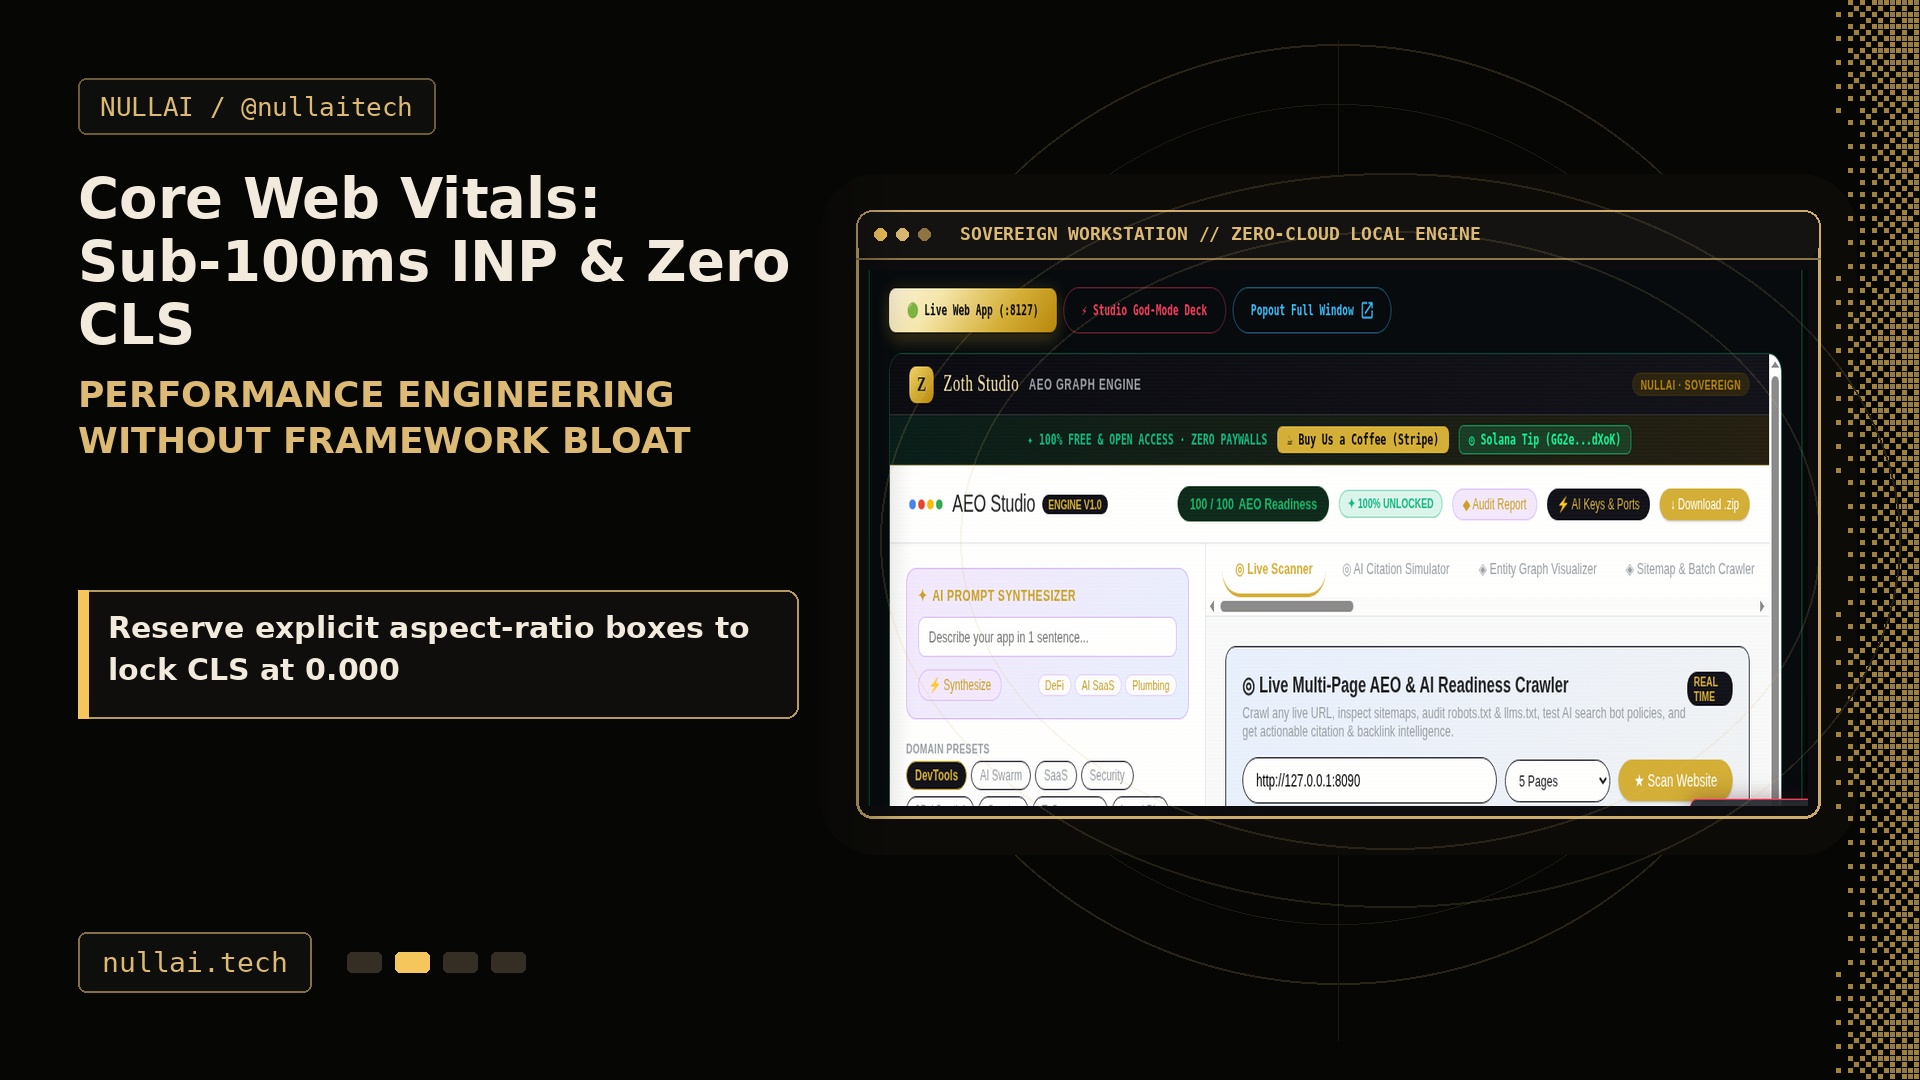 NULLAI / @nullaitech
Core Web Vitals:
Sub-100ms INP & Zero
CLS
PERFORMANCE ENGINEERING
WITHOUT FRAMEWORK BLOAT
Reserve explicit aspect-ratio boxes to
lock CLS at 0.000
nullai.tech
SOVEREIGN WORKSTATION // ZERO-CLOUD LOCAL ENGINE
Live Web App (:8127)
⚡ Studio God-Mode Deck
Popout Full Window
Z Zoth Studio AEO GRAPH ENGINE
NULLAI · SOVEREIGN
✦ 100% FREE & OPEN ACCESS · ZERO PAYWALLS
☕ Buy Us a Coffee (Stripe)
◎ Solana Tip (GG2e...dXoK)
AEO Studio ENGINE V1.0
100 / 100 AEO Readiness
✦ 100% UNLOCKED
◆ Audit Report
⚡ AI Keys & Ports
↓ Download .zip
✦ AI PROMPT SYNTHESIZER
Describe your app in 1 sentence...
⚡ Synthesize
DeFi
AI SaaS
Plumbing
DOMAIN PRESETS
DevTools
AI Swarm
SaaS
Security
◎ Live Scanner
◎ AI Citation Simulator
◈ Entity Graph Visualizer
◈ Sitemap & Batch Crawler
◎ Live Multi-Page AEO & AI Readiness Crawler
REAL
TIME
Crawl any live URL, inspect sitemaps, audit robots.txt & llms.txt, test AI search bot policies, and
get actionable citation & backlink intelligence.
http://127.0.0.1:8090
5 Pages
★ Scan Website